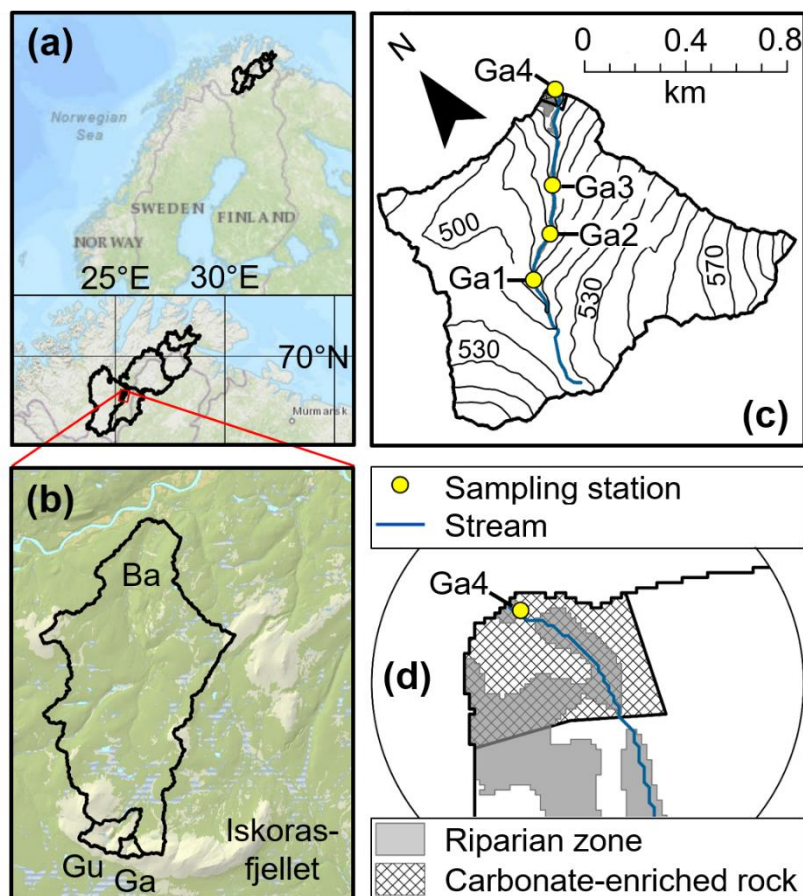 (a)
Norwegian
Sea
SWEDEN
FINLAND
NORWAY
25°E
30°E
70°N
Murmansk
(b)
Ba
Iskoras-
fjellet
Gu
Ga
N
0
0.4
0.8
km
Ga4
Ga3
500
Ga2
Ga1
570
530
530
(c)
Sampling station
Stream
Ga4
(d)
Riparian zone
Carbonate-enriched rock